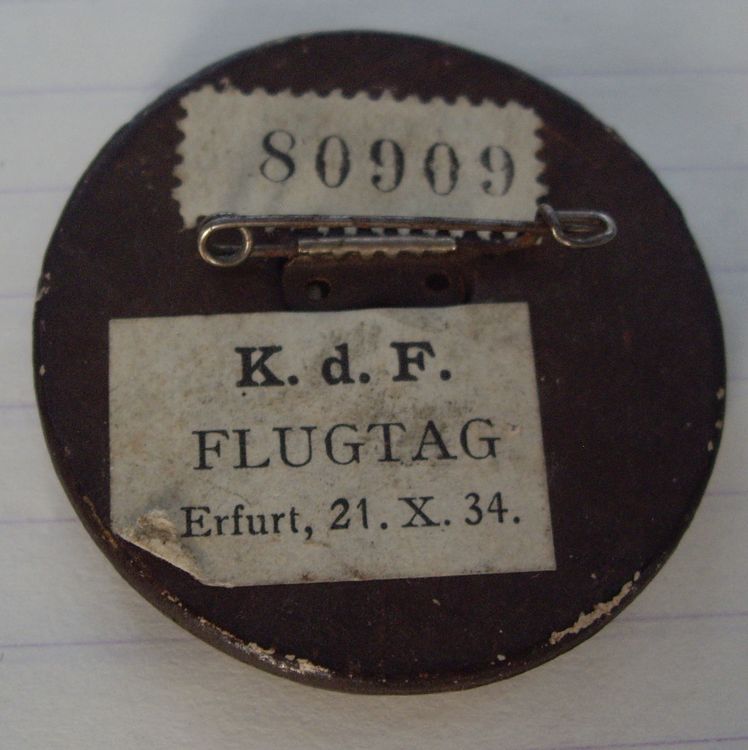 80909
K. d. F.
FLUGTAG
Erfurt, 21. X. 34.